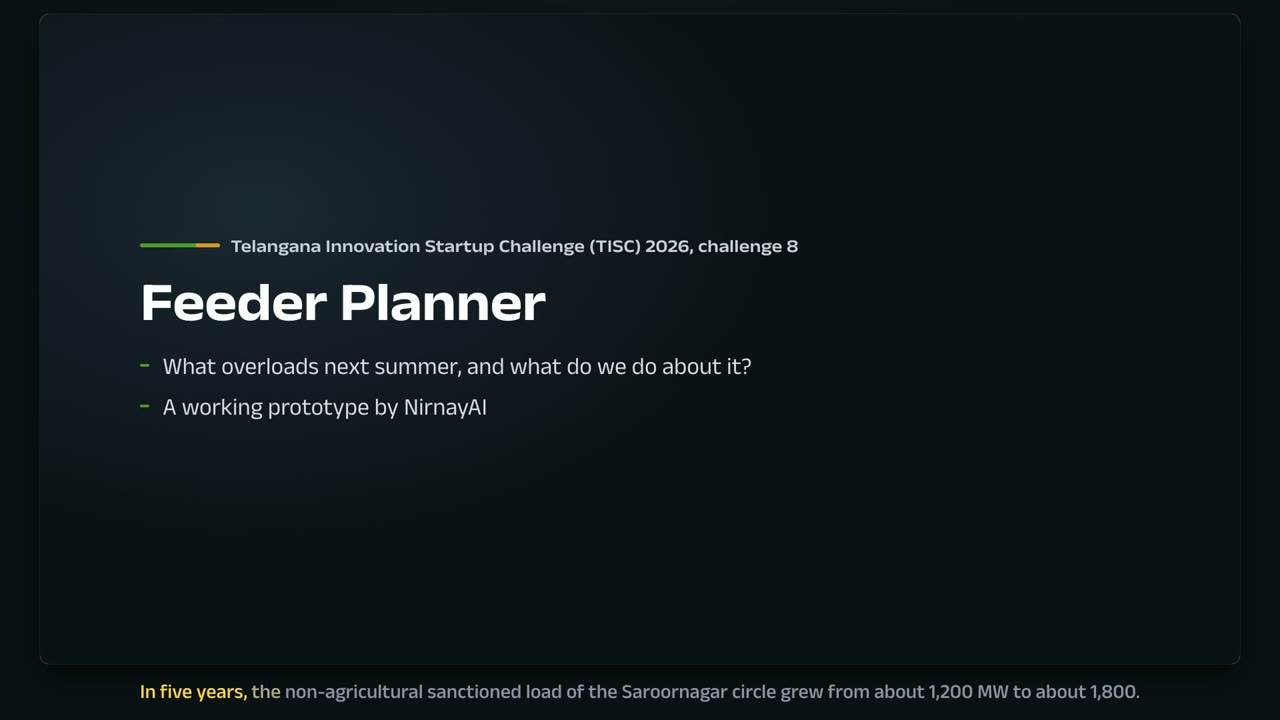 Telangana Innovation Startup Challenge (TISC) 2026, challenge 8
Feeder Planner
- What overloads next summer, and what do we do about it?
- A working prototype by NirnayAI
In five years, the non-agricultural sanctioned load of the Saroornagar circle grew from about 1,200 MW to about 1,800.